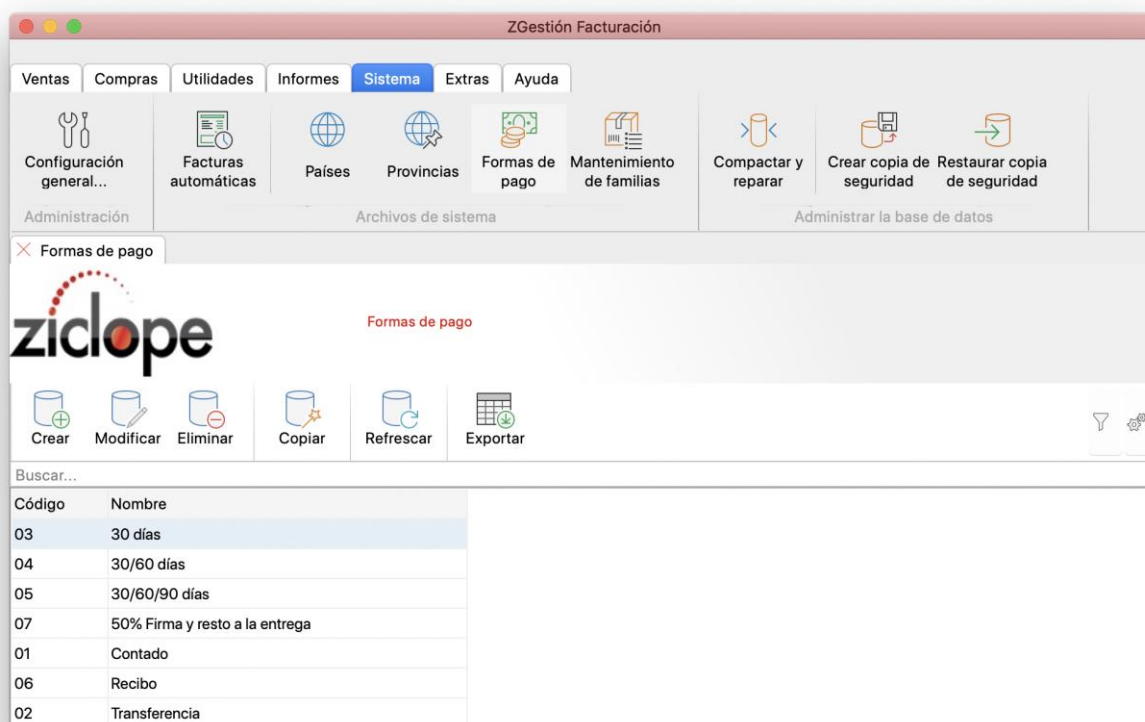 ZGestión Facturación
Ventas Compras Utilidades Informes Sistema Extras Ayuda
Configuración general...
Facturas automáticas
Países
Provincias
Formas de pago
Mantenimiento de familias
Compactar y reparar
Crear copia de seguridad
Restaurar copia de seguridad
Administración
Archivos de sistema
Administrar la base de datos
Formas de pago
ziclope
Formas de pago
Crear Modificar Eliminar Copiar Refrescar Exportar
Buscar...
Código Nombre
03 30 días
04 30/60 días
05 30/60/90 días
07 50% Firma y resto a la entrega
01 Contado
06 Recibo
02 Transferencia